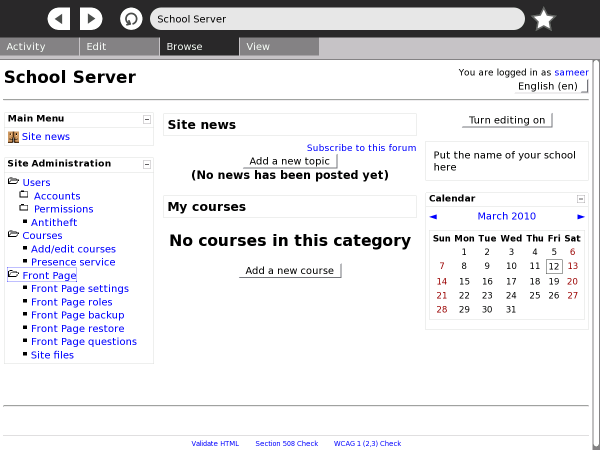 School Server
Activity
Edit
Browse
View
School Server
You are logged in as sameer
English (en)
Main Menu
Site news
Site Administration
Users
Accounts
Permissions
Antitheft
Courses
Add/edit courses
Presence service
Front Page
Front Page settings
Front Page roles
Front Page backup
Front Page restore
Front Page questions
Site files
Site news
Subscribe to this forum
Add a new topic
(No news has been posted yet)
My courses
No courses in this category
Add a new course
Turn editing on
Put the name of your school
here
Calendar
◄ March 2010 ►
Sun Mon Tue Wed Thu Fri Sat
1 2 3 4 5 6
7 8 9 10 11 12 13
14 15 16 17 18 19 20
21 22 23 24 25 26 27
28 29 30 31
Validate HTML
Section 508 Check
WCAG 1 (2,3) Check